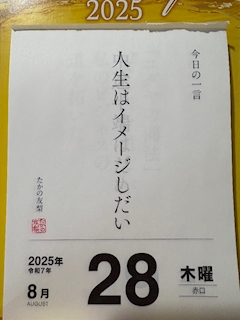 2025
今日の一言
人生はイメージしだい
たかの友梨
2025年
令和7年
8月
AUGUST
28
木曜
赤口